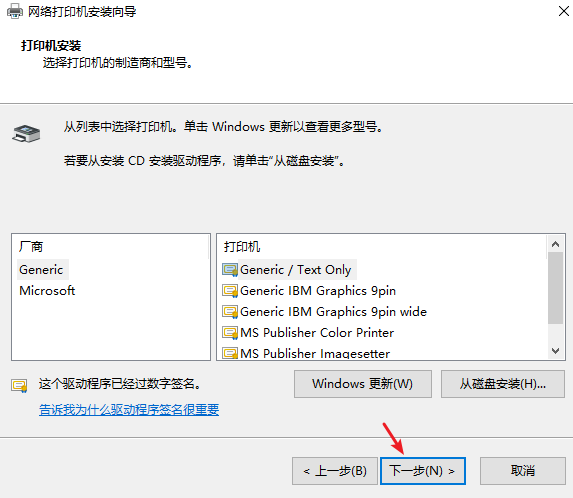 网络打印机安装向导
打印机安装
选择打印机的制造商和型号。
从列表中选择打印机。单击 Windows 更新以查看更多型号。
若要从安装 CD 安装驱动程序，请单击“从磁盘安装”。
厂商
Generic
Microsoft
打印机
Generic / Text Only
Generic IBM Graphics 9pin
Generic IBM Graphics 9pin wide
MS Publisher Color Printer
MS Publisher Imagesetter
这个驱动程序已经过数字签名。
告诉我为什么驱动程序签名很重要
Windows 更新(W)
从磁盘安装(H)...
< 上一步(B)
下一步(N) >
取消